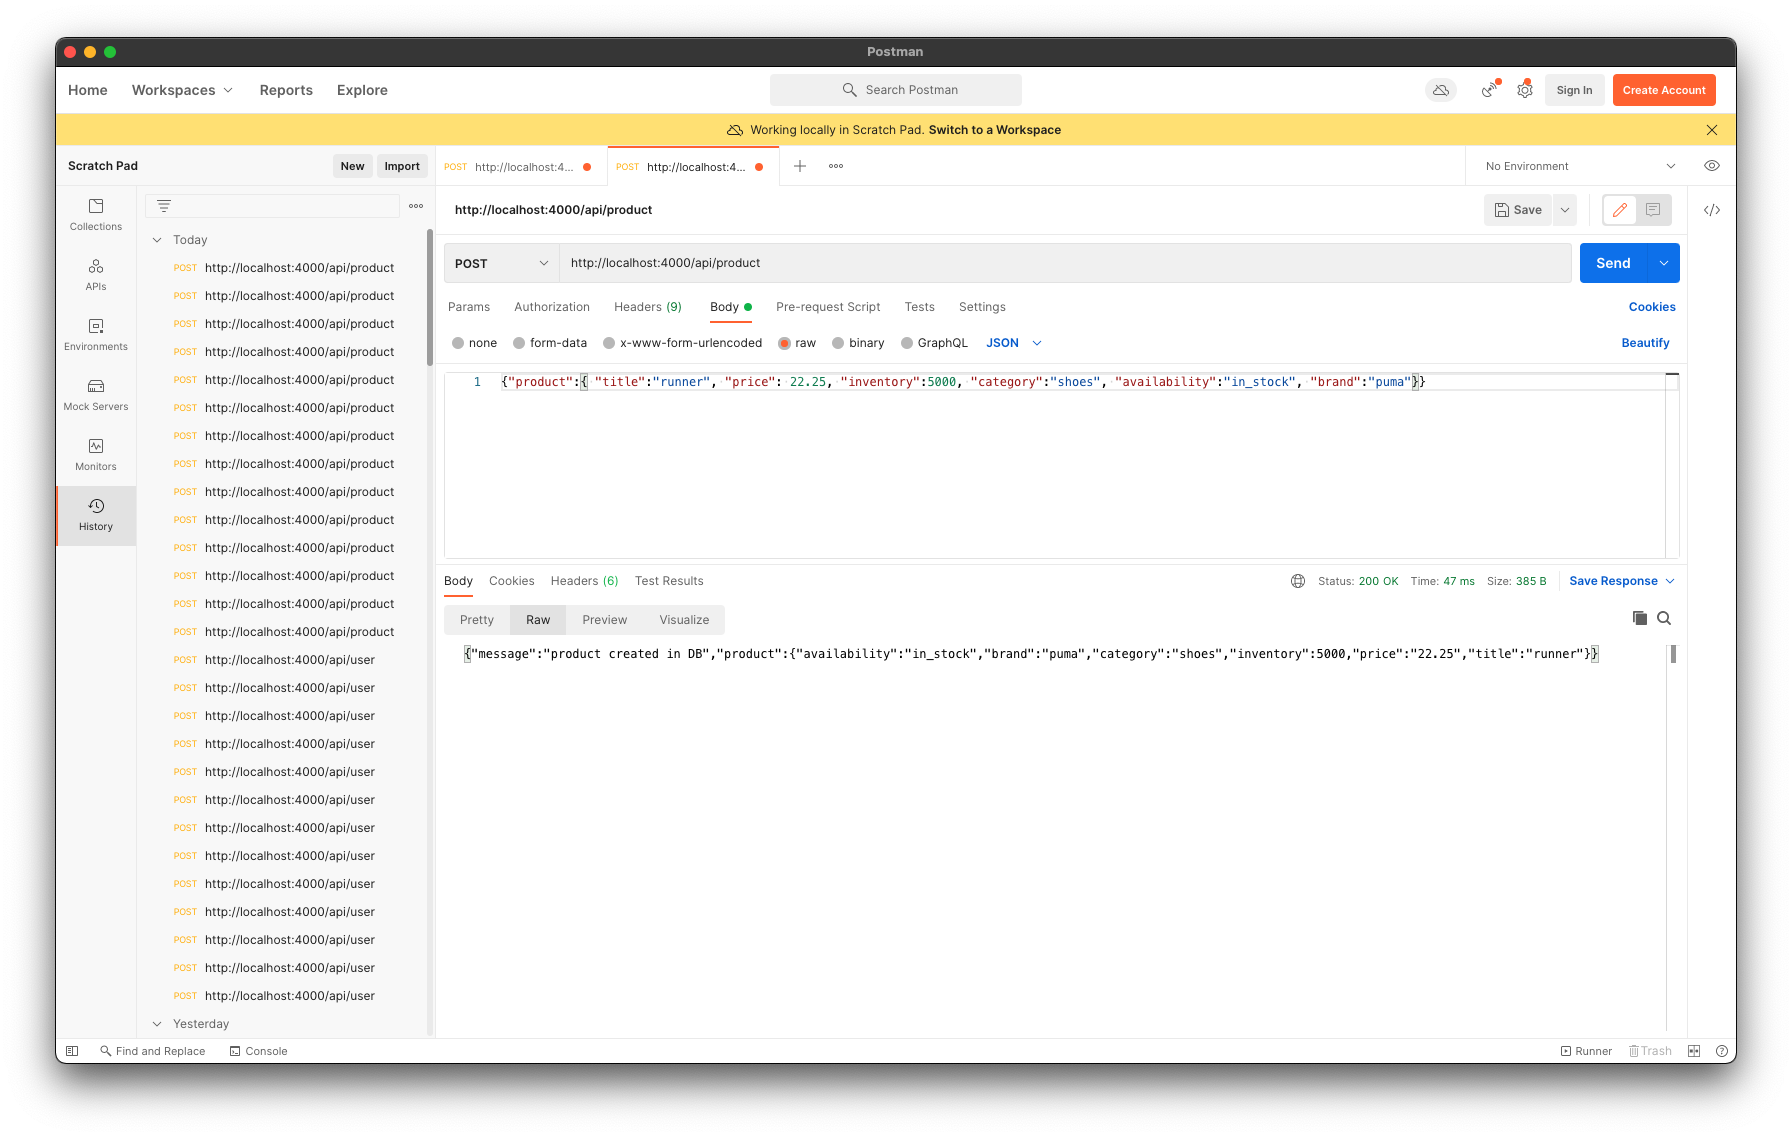 Postman
Home Workspaces Reports Explore Search Postman Sign In Create Account
Working locally in Scratch Pad. Switch to a Workspace
Scratch Pad New Import POST http://localhost:4... POST http://localhost:4... No Environment
http://localhost:4000/api/product Save
Collections
APIs
Environments
Mock Servers
Monitors
History
Today
POST http://localhost:4000/api/product
POST http://localhost:4000/api/product
POST http://localhost:4000/api/product
POST http://localhost:4000/api/product
POST http://localhost:4000/api/product
POST http://localhost:4000/api/product
POST http://localhost:4000/api/product
POST http://localhost:4000/api/product
POST http://localhost:4000/api/product
POST http://localhost:4000/api/product
POST http://localhost:4000/api/product
POST http://localhost:4000/api/product
POST http://localhost:4000/api/product
POST http://localhost:4000/api/product
POST http://localhost:4000/api/user
POST http://localhost:4000/api/user
POST http://localhost:4000/api/user
POST http://localhost:4000/api/user
POST http://localhost:4000/api/user
POST http://localhost:4000/api/user
POST http://localhost:4000/api/user
POST http://localhost:4000/api/user
POST http://localhost:4000/api/user
POST http://localhost:4000/api/user
POST http://localhost:4000/api/user
POST http://localhost:4000/api/user
POST http://localhost:4000/api/user
Yesterday
POST http://localhost:4000/api/product Send
Params Authorization Headers (9) Body Pre-request Script Tests Settings Cookies
none form-data x-www-form-urlencoded raw binary GraphQL JSON Beautify
1 {"product":{ "title":"runner", "price": 22.25, "inventory":5000, "category":"shoes", "availability":"in_stock", "brand":"puma"}}
Body Cookies Headers (6) Test Results Status: 200 OK Time: 47 ms Size: 385 B Save Response
Pretty Raw Preview Visualize
{"message":"product created in DB","product":{"availability":"in_stock","brand":"puma","category":"shoes","inventory":5000,"price":"22.25","title":"runner"}}
Find and Replace Console Runner Trash